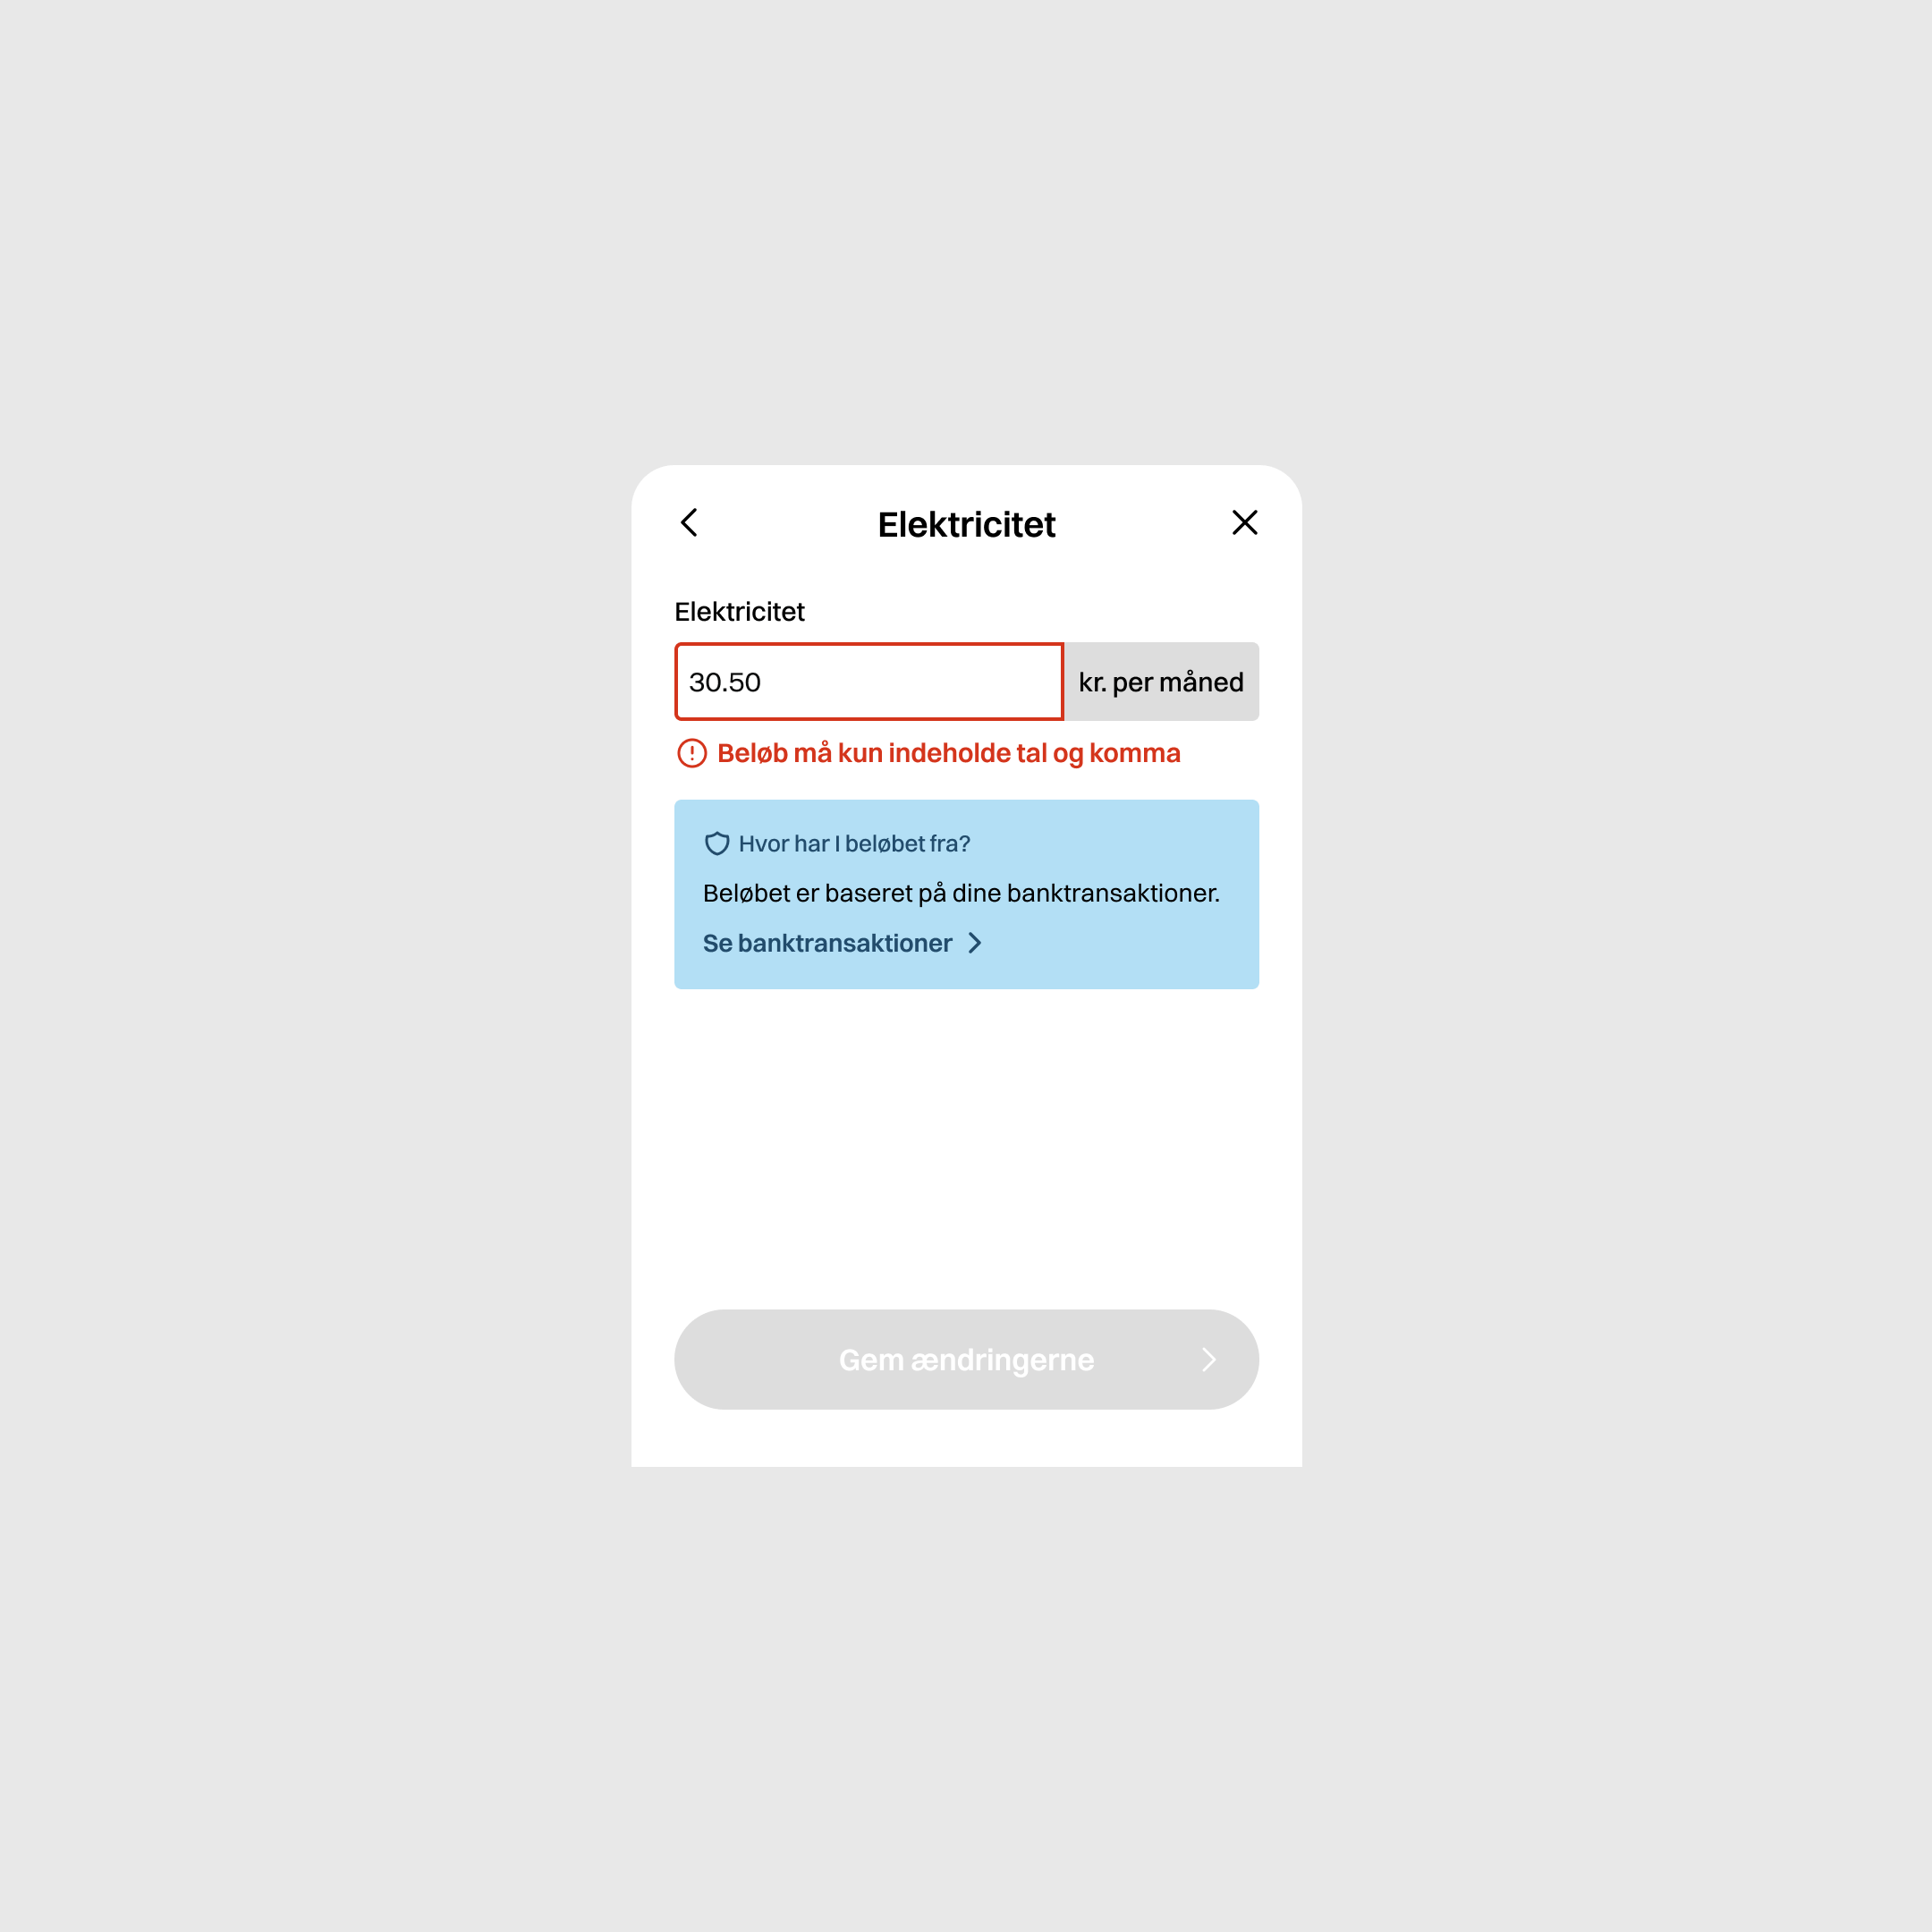 Elektricitet
Elektricitet
30.50
kr. per måned
Beløb må kun indeholde tal og komma
Hvor har I beløbet fra?
Beløbet er baseret på dine banktransaktioner.
Se banktransaktioner
Gem ændringerne